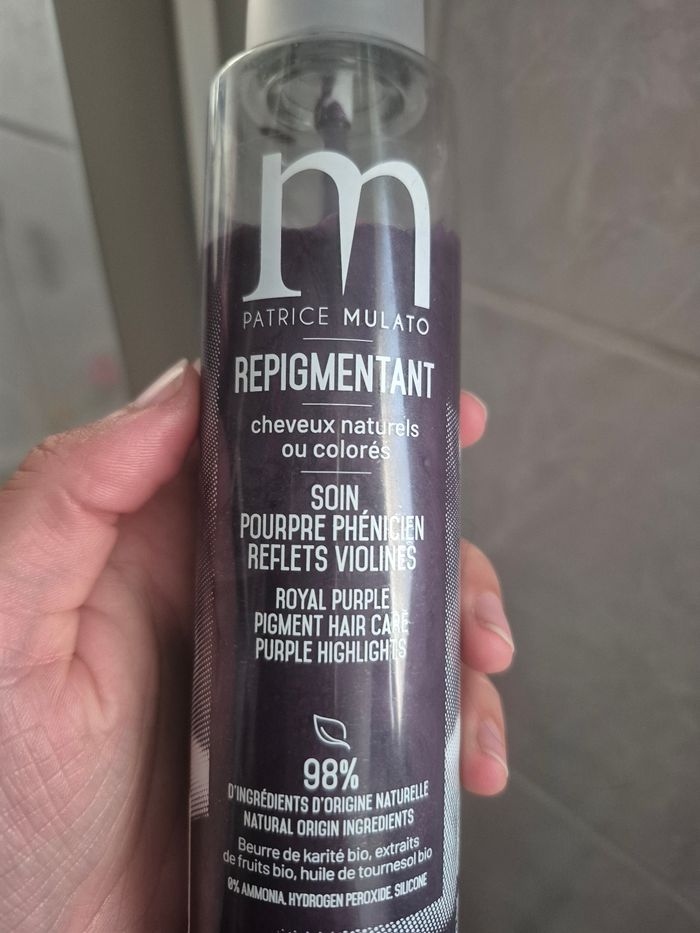 m
PATRICE MULATO
REPIGMENTANT
cheveux naturels
ou colorés
SOIN
POURPRE PHÉNICIEN
REFLETS VIOLINES
ROYAL PURPLE
PIGMENT HAIR CARE
PURPLE HIGHLIGHTS
98%
D'INGRÉDIENTS D'ORIGINE NATURELLE
NATURAL ORIGIN INGREDIENTS
Beurre de karité bio, extraits
de fruits bio, huile de tournesol bio
0% AMMONIA, HYDROGEN PEROXIDE, SILICONE